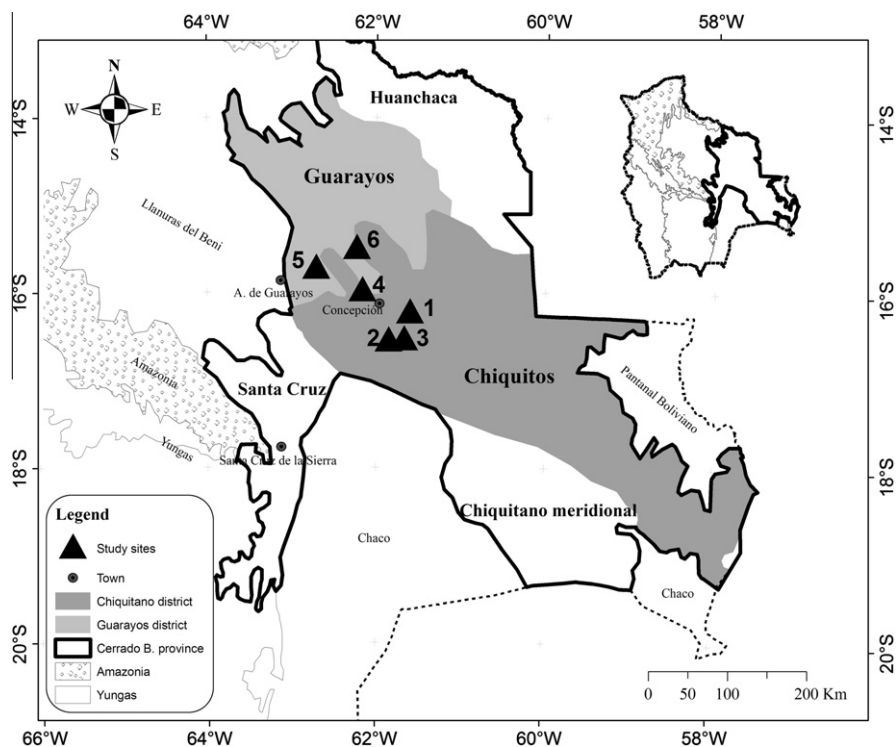 64°W
62°W
60°W
58°W
N
W
E
S
14°S
14°S
Huanchaca
Guarayos
Llanuras del Beni
6
5
4
A. de Guarayos
Concepción
1
16°S
16°S
2
3
Chiquitos
Santa Cruz
Pantanal Boliviano
Amazonia
Yungas
Santa Cruz de la Sierra
18°S
18°S
Chiquitano meridional
Chaco
Chaco
Legend
Study sites
Town
Chiquitano district
Guarayos district
Cerrado B. province
Amazonia
Yungas
20°S
20°S
0 50 100 200 Km
66°W
64°W
62°W
60°W
58°W